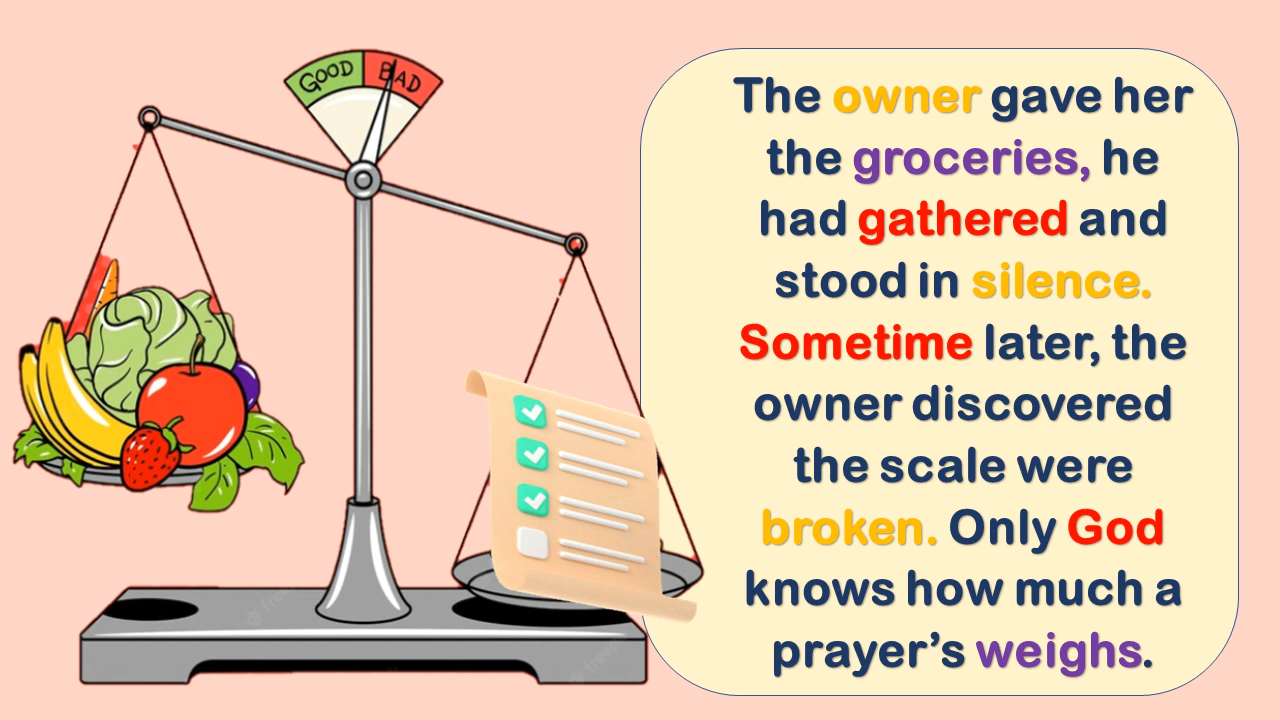 GOOD BAD
The owner gave her
the groceries, he
had gathered and
stood in silence.
Sometime later, the
owner discovered
the scale were
broken. Only God
knows how much a
prayer’s weighs.